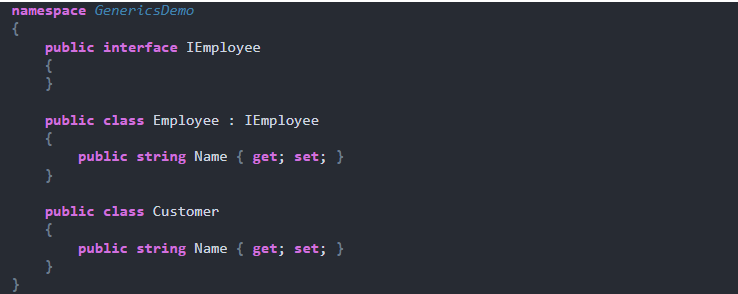 namespace GenericsDemo
{
    public interface IEmployee
    {
    }

    public class Employee : IEmployee
    {
        public string Name { get; set; }
    }

    public class Customer
    {
        public string Name { get; set; }
    }
}